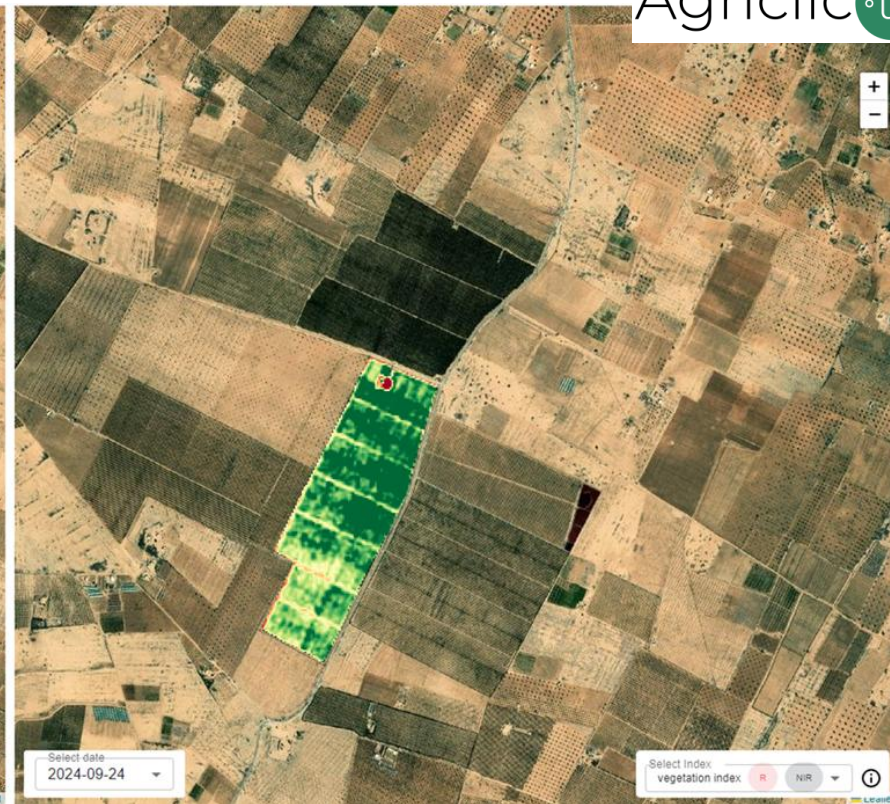 +
−
Select date
2024-09-24
Select Index
vegetation index R NIR